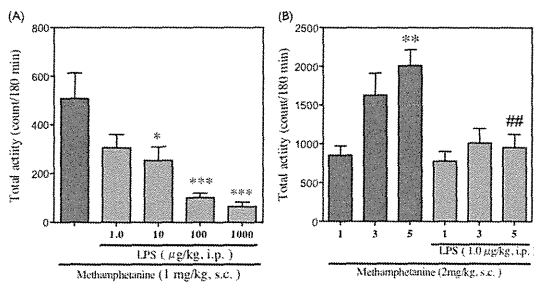 (A)
800
600
400
200
0
Total actiity (count/180 min)
*
***
***
1.0 10 100 1000
LPS ( μg/kg, i.p. )
Methamphetanine (1 mg/kg, s.c. )
(B)
2500
2000
1500
1000
500
0
Total actiity (count/180 min)
**
##
1 3 5 1 3 5
LPS ( 1.0 μg/kg, i.p. )
Methamphetanine (2mg/kg, s.c. )